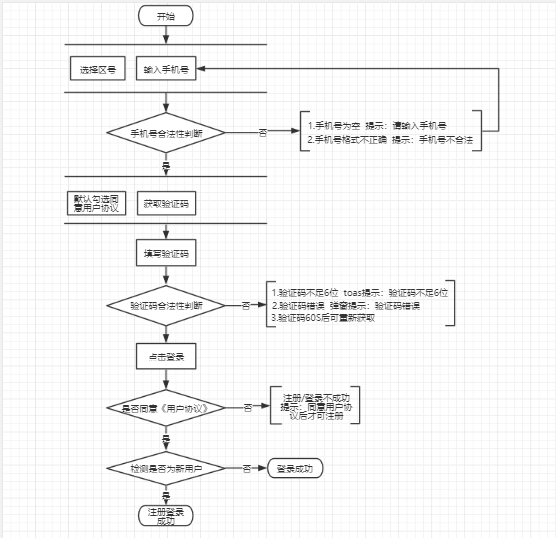 开始
选择区号
输入手机号
手机号合法性判断
否
1.手机号为空 提示：请输入手机号
2.手机号格式不正确 提示：手机号不合法
是
默认勾选同
意用户协议
获取验证码
填写验证码
验证码合法性判断
否
1.验证码不足6位 toas提示：验证码不足6位
2.验证码错误 弹窗提示：验证码错误
3.验证码60S后可重新获取
点击登录
是否同意《用户协议》
否
注册/登录不成功
提示：同意用户协
议后才可注册
是
检测是否为新用户
否
登录成功
是
注册登录
成功